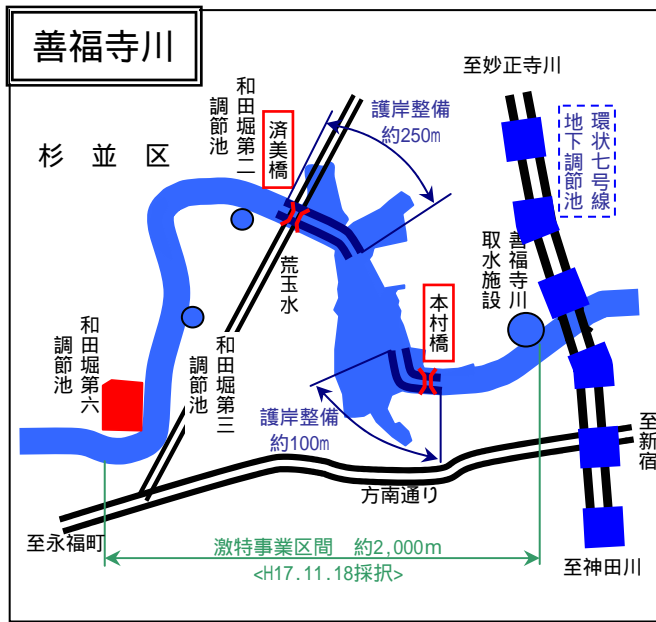 善福寺川
至妙正寺川
環状七号線
地下調節池
護岸整備
約250m
和田堀第二
調節池
済美橋
杉並区
荒玉水
善福寺川
取水施設
本村橋
和田堀第六
調節池
和田堀第三
調節池
護岸整備
約100m
至新宿
方南通り
至永福町
激特事業区間 約2,000m
<H17.11.18採択>
至神田川